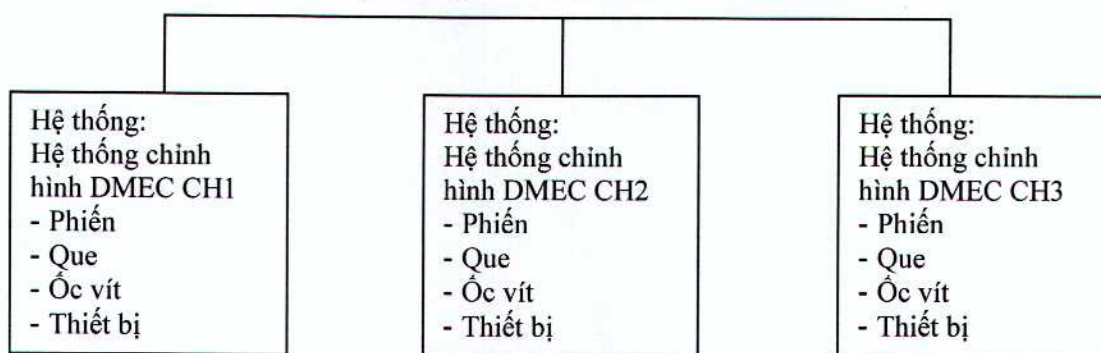 Hệ thống:
Hệ thống chỉnh
hình DMEC CH1
- Phiến
- Que
- Ốc vít
- Thiết bị
Hệ thống:
Hệ thống chỉnh
hình DMEC CH2
- Phiến
- Que
- Ốc vít
- Thiết bị
Hệ thống:
Hệ thống chỉnh
hình DMEC CH3
- Phiến
- Que
- Ốc vít
- Thiết bị